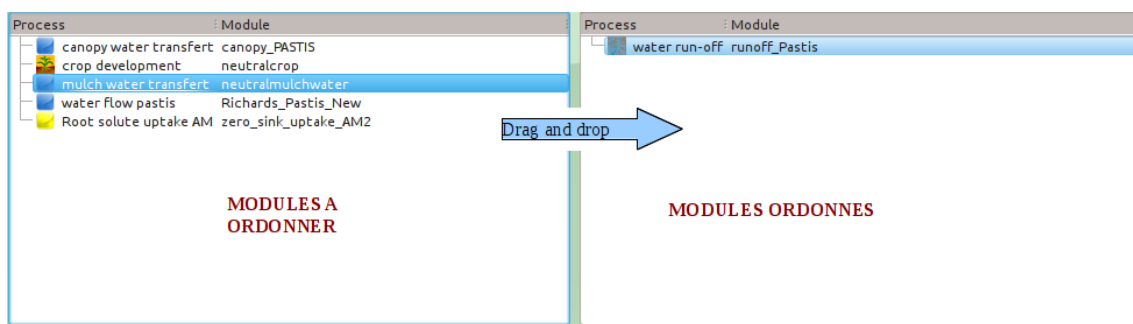 Process Module
canopy water transfert canopy_PASTIS
crop development neutralcrop
mulch water transfert neutralmulchwater
water flow pastis Richards_Pastis_New
Root solute uptake AM zero_sink_uptake_AM2
MODULES A
ORDONNER
Drag and drop
Process Module
water run-off runoff_Pastis
MODULES ORDONNES